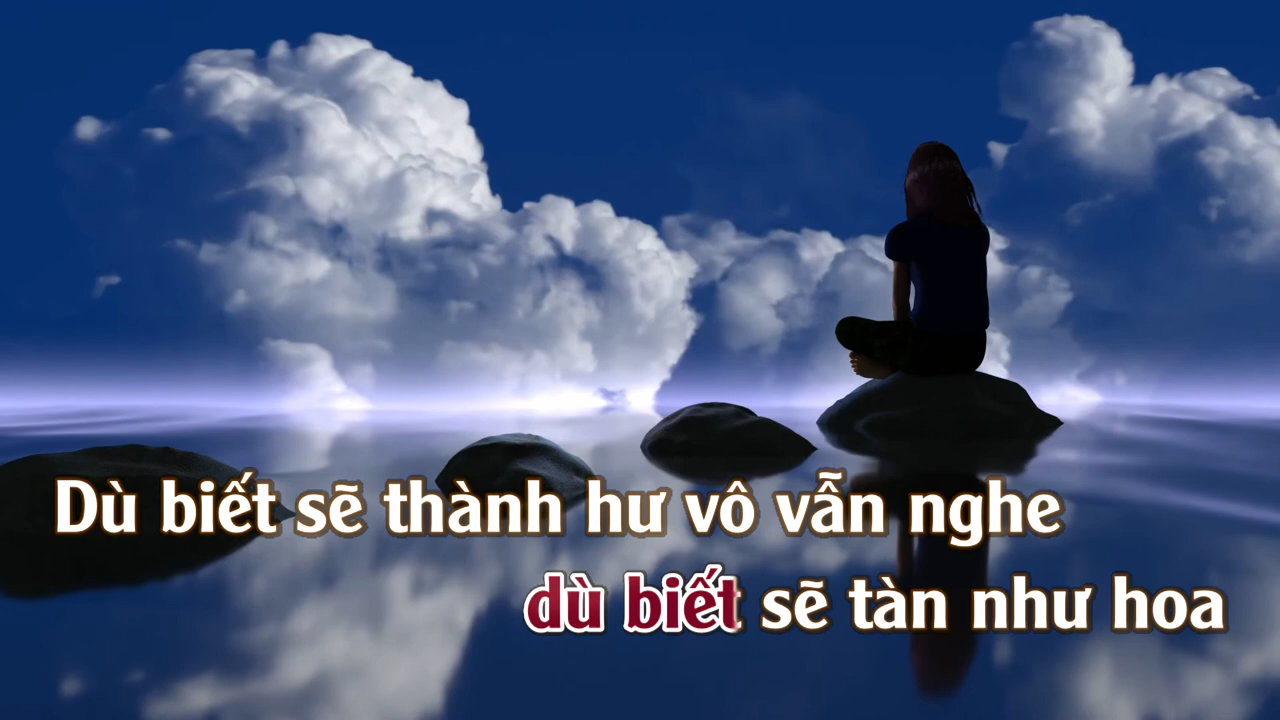 Dù biết sẽ thành hư vô vẫn nghe
dù biết sẽ tàn như hoa